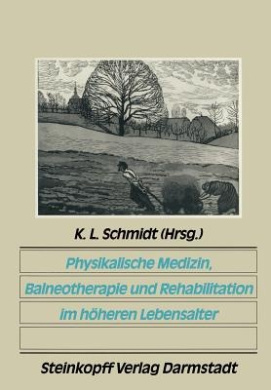 K. L. Schmidt (Hrsg.)
Physikalische Medizin,
Balneotherapie und Rehabilitation
im höheren Lebensalter
Steinkopff Verlag Darmstadt